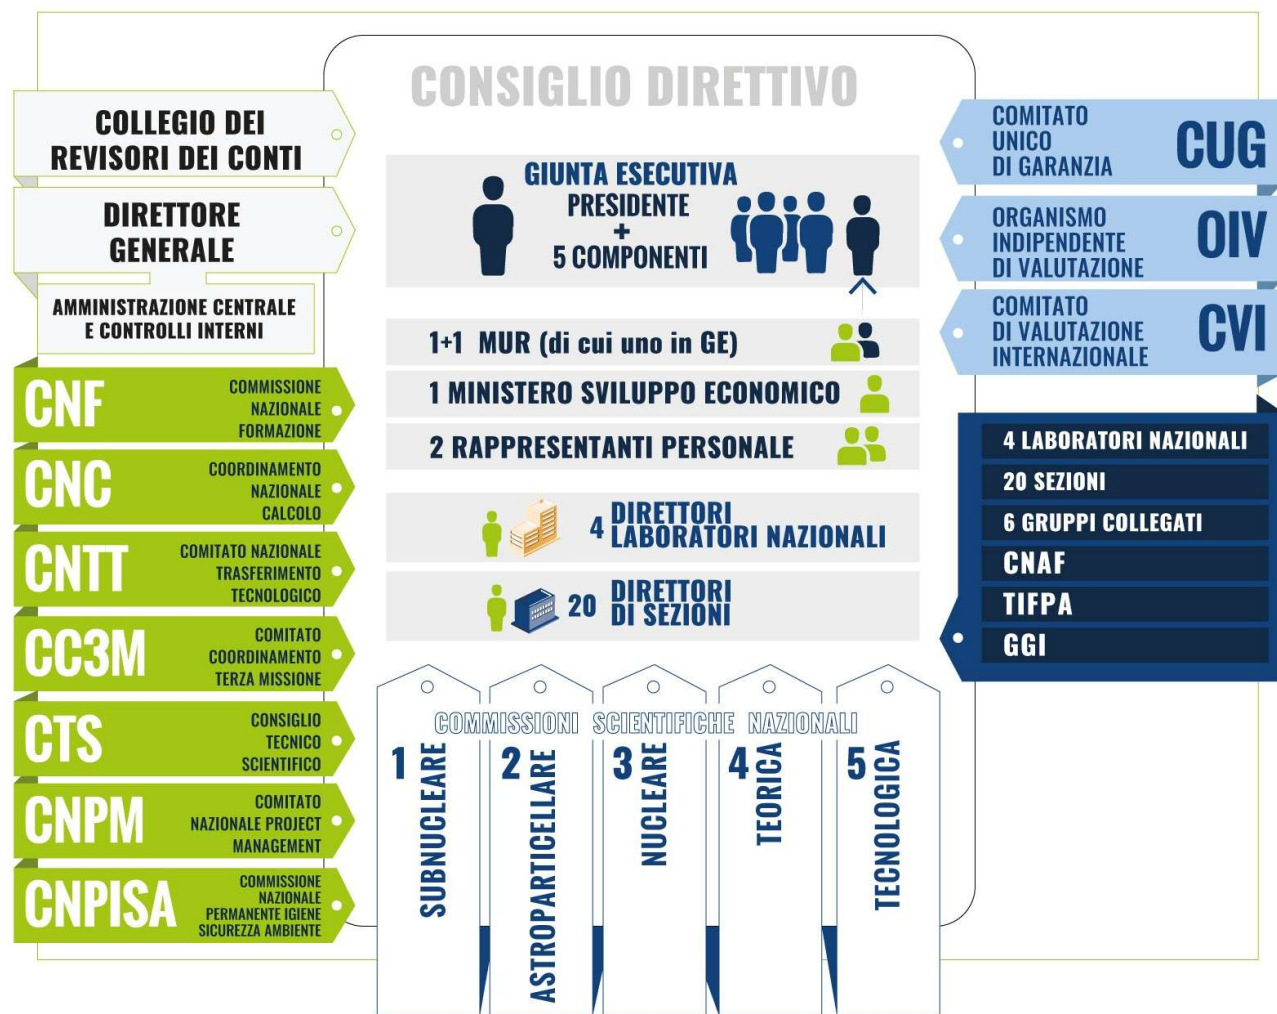 CONSIGLIO DIRETTIVO
COLLEGIO DEI
REVISORI DEI CONTI
DIRETTORE
GENERALE
AMMINISTRAZIONE CENTRALE
E CONTROLLI INTERNI
CNF
COMMISSIONE
NAZIONALE
FORMAZIONE
CNC
COORDINAMENTO
NAZIONALE
CALCOLO
CNTT
COMITATO NAZIONALE
TRASFERIMENTO
TECNOLOGICO
CC3M
COMITATO
COORDINAMENTO
TERZA MISSIONE
CTS
CONSIGLIO
TECNICO
SCIENTIFICO
CNPM
COMITATO
NAZIONALE PROJECT
MANAGEMENT
CNPISA
COMMISSIONE
NAZIONALE
PERMANENTE IGIENE
SICUREZZA AMBIENTE
GIUNTA ESECUTIVA
PRESIDENTE
+
5 COMPONENTI
1+1 MUR (di cui uno in GE)
1 MINISTERO SVILUPPO ECONOMICO
2 RAPPRESENTANTI PERSONALE
4 DIRETTORI
LABORATORI NAZIONALI
20 DIRETTORI
DI SEZIONI
COMMISSIONI SCIENTIFICHE NAZIONALI
1 SUBNUCLEARE
2 ASTROPARTICELLARE
3 NUCLEARE
4 TEORICA
5 TECNOLOGICA
COMITATO
UNICO
DI GARANZIA
CUG
ORGANISMO
INDIPENDENTE
DI VALUTAZIONE
OIV
COMITATO
DI VALUTAZIONE
INTERNAZIONALE
CVI
4 LABORATORI NAZIONALI
20 SEZIONI
6 GRUPPI COLLEGATI
CNAF
TIFPA
GGI